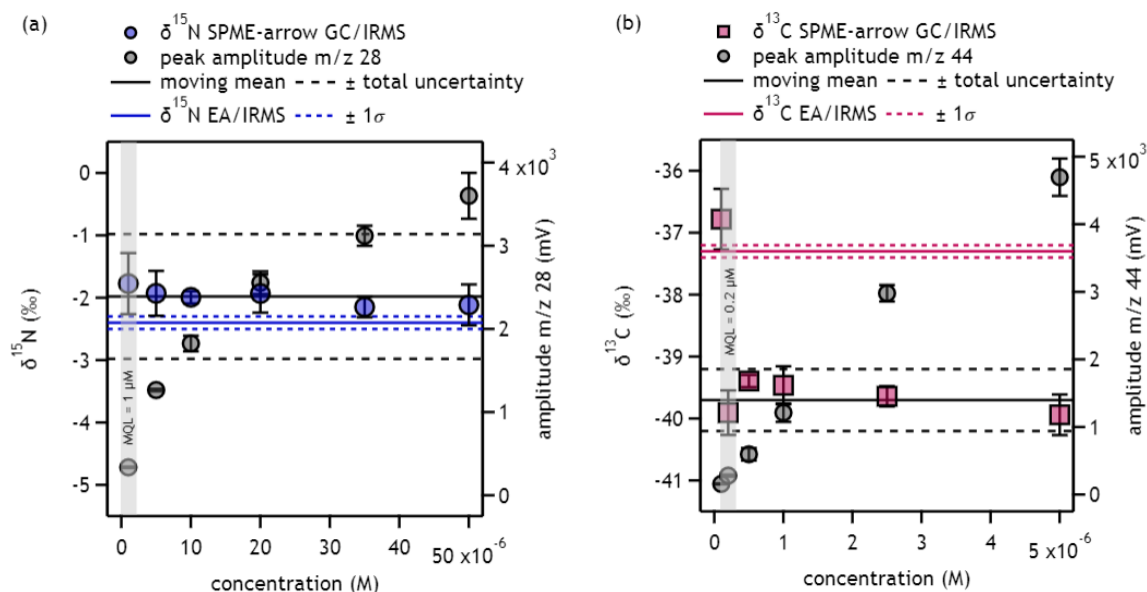 (a)
δ¹⁵N SPME-arrow GC/IRMS
peak amplitude m/z 28
moving mean
± total uncertainty
δ¹⁵N EA/IRMS
± 1σ
0
-1
-2
-3
-4
-5
δ¹⁵N (‰)
MQL = 1 μM
4 x10³
3
2
1
0
amplitude m/z 28 (mV)
0 10 20 30 40 50 x10⁻⁶
concentration (M)
(b)
δ¹³C SPME-arrow GC/IRMS
peak amplitude m/z 44
moving mean
± total uncertainty
δ¹³C EA/IRMS
± 1σ
-36
-37
-38
-39
-40
-41
δ¹³C (‰)
MQL = 0.2 μM
5 x10³
4
3
2
1
0
amplitude m/z 44 (mV)
0 1 2 3 4 5 x10⁻⁶
concentration (M)